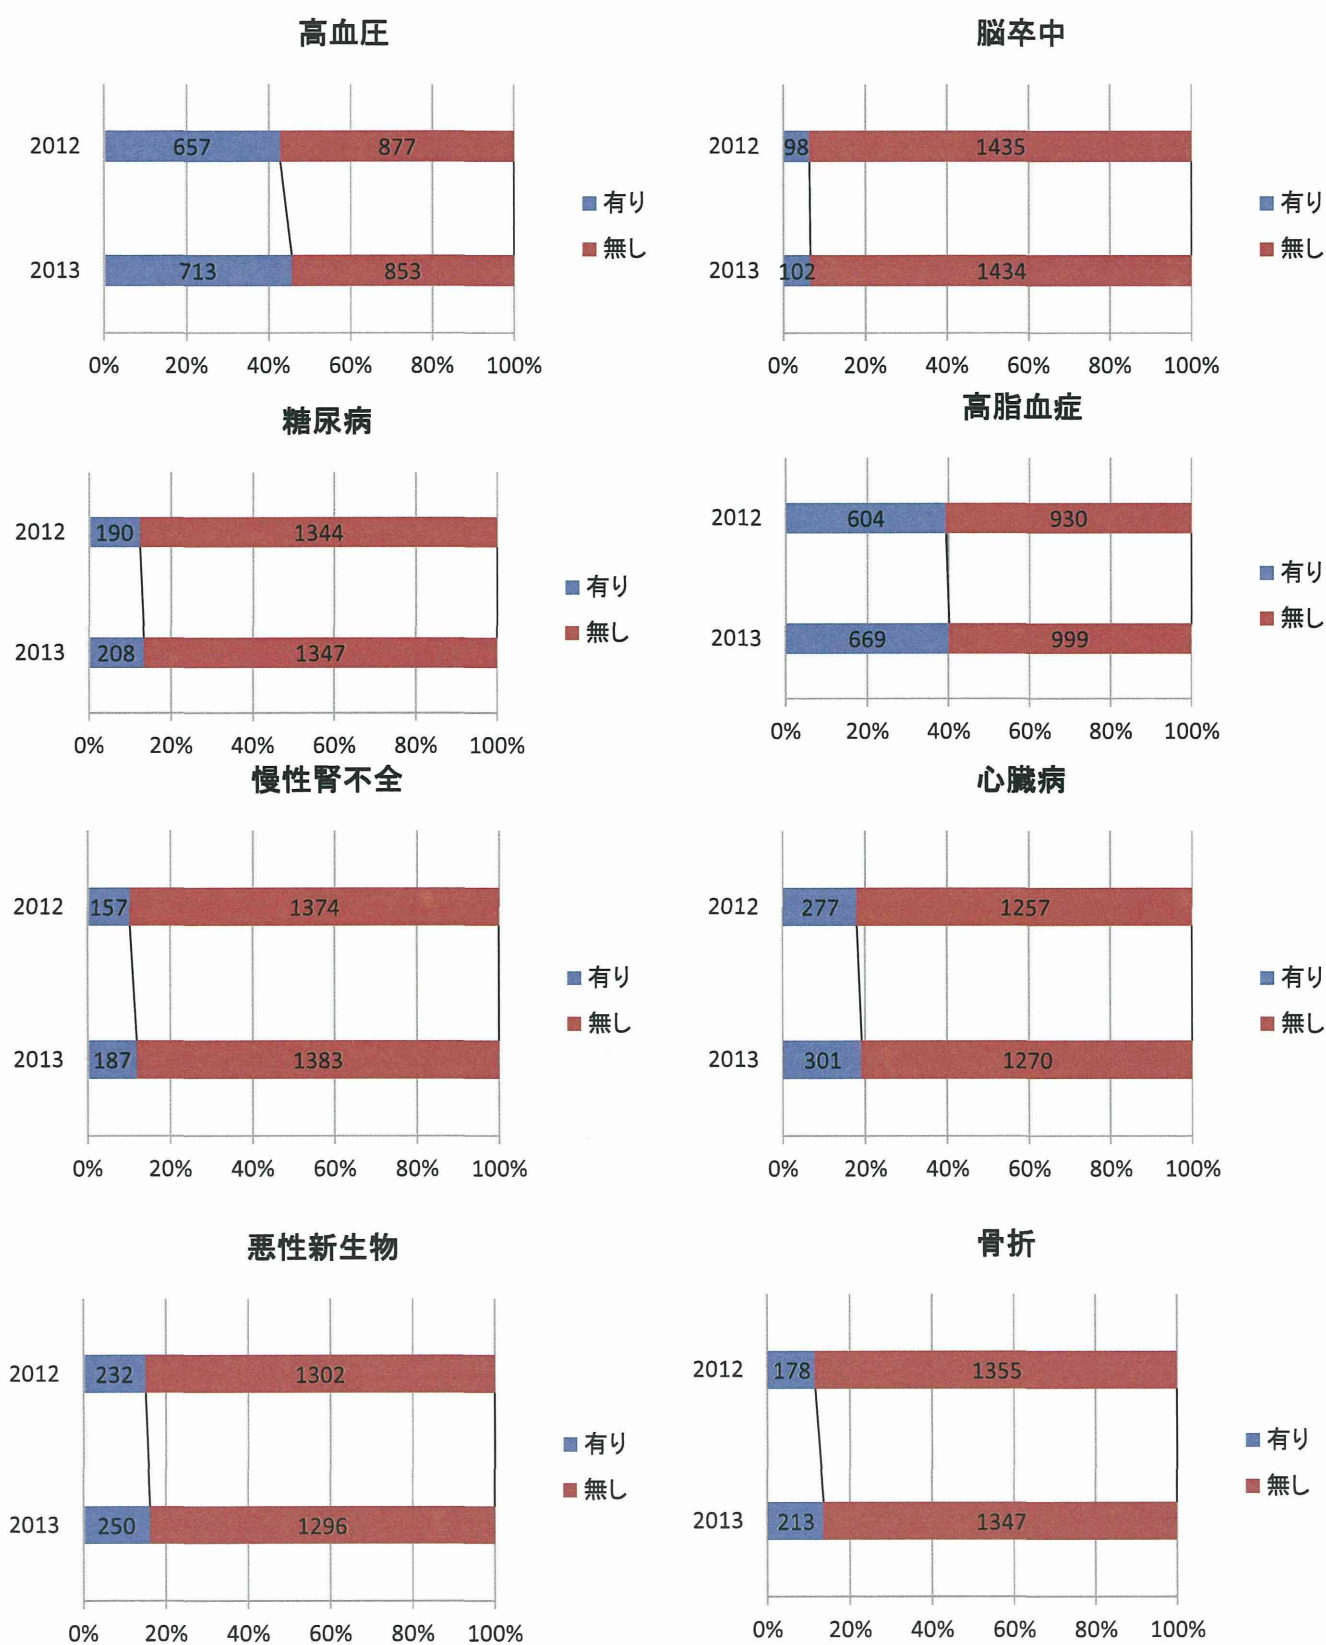 高血圧
2012 657 877
有り
無し
2013 713 853
0% 20% 40% 60% 80% 100%
脳卒中
2012 98 1435
有り
無し
2013 102 1434
0% 20% 40% 60% 80% 100%
糖尿病
2012 190 1344
有り
無し
2013 208 1347
0% 20% 40% 60% 80% 100%
高脂血症
2012 604 930
有り
無し
2013 669 999
0% 20% 40% 60% 80% 100%
慢性腎不全
2012 157 1374
有り
無し
2013 187 1383
0% 20% 40% 60% 80% 100%
心臓病
2012 277 1257
有り
無し
2013 301 1270
0% 20% 40% 60% 80% 100%
悪性新生物
2012 232 1302
有り
無し
2013 250 1296
0% 20% 40% 60% 80% 100%
骨折
2012 178 1355
有り
無し
2013 213 1347
0% 20% 40% 60% 80% 100%